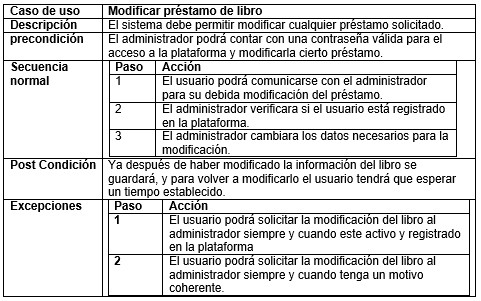 Caso de uso Modificar préstamo de libro
Descripción El sistema debe permitir modificar cualquier préstamo solicitado.
precondición El administrador podrá contar con una contraseña válida para el
acceso a la plataforma y modificarla cierto préstamo.
Secuencia Paso Acción
normal 1 El usuario podrá comunicarse con el administrador
para su debida modificación del préstamo.
2 El administrador verificara si el usuario está registrado
en la plataforma.
3 El administrador cambiara los datos necesarios para la
modificación.
Post Condición Ya después de haber modificado la información del libro se
guardará, y para volver a modificarlo el usuario tendrá que esperar
un tiempo establecido.
Excepciones Paso Acción
1 El usuario podrá solicitar la modificación del libro al
administrador siempre y cuando este activo y registrado
en la plataforma
2 El usuario podrá solicitar la modificación del libro al
administrador siempre y cuando tenga un motivo
coherente.